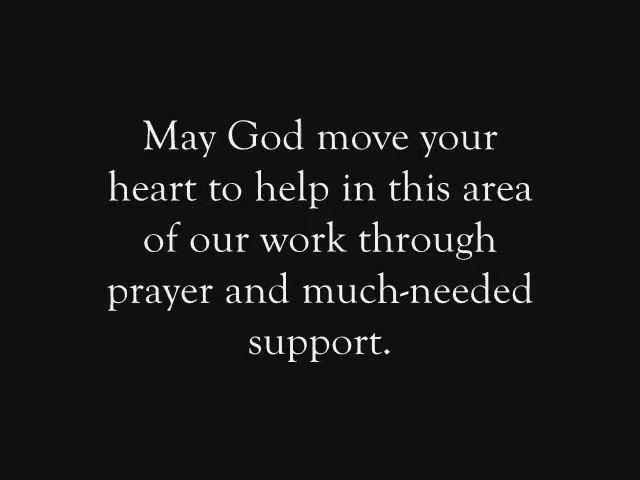 May God move your
heart to help in this area
of our work through
prayer and much-needed
support.